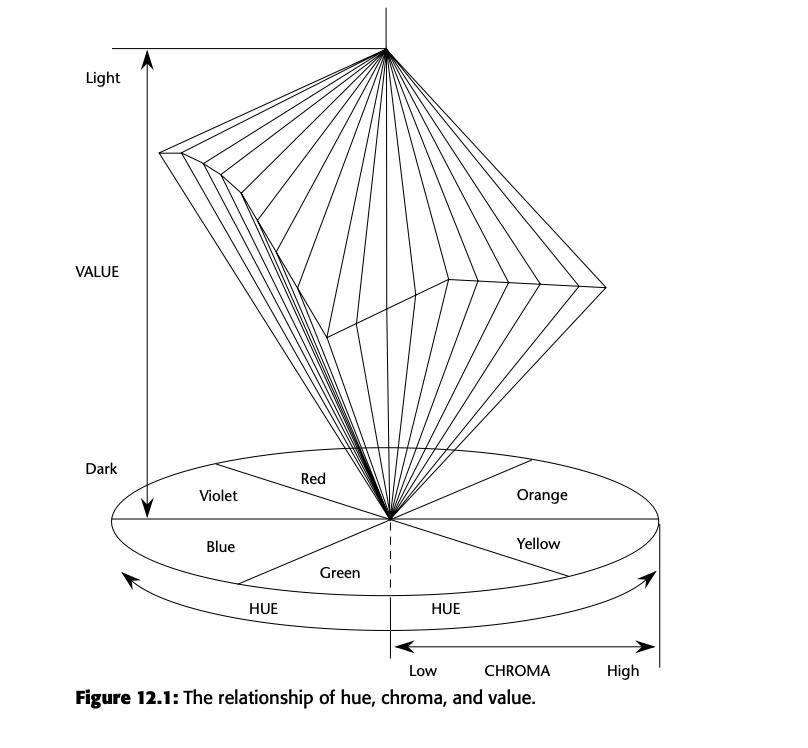 Light
VALUE
Dark
Red
Violet
Orange
Blue
Yellow
Green
HUE
HUE
Low
CHROMA
High
Figure 12.1: The relationship of hue, chroma, and value.